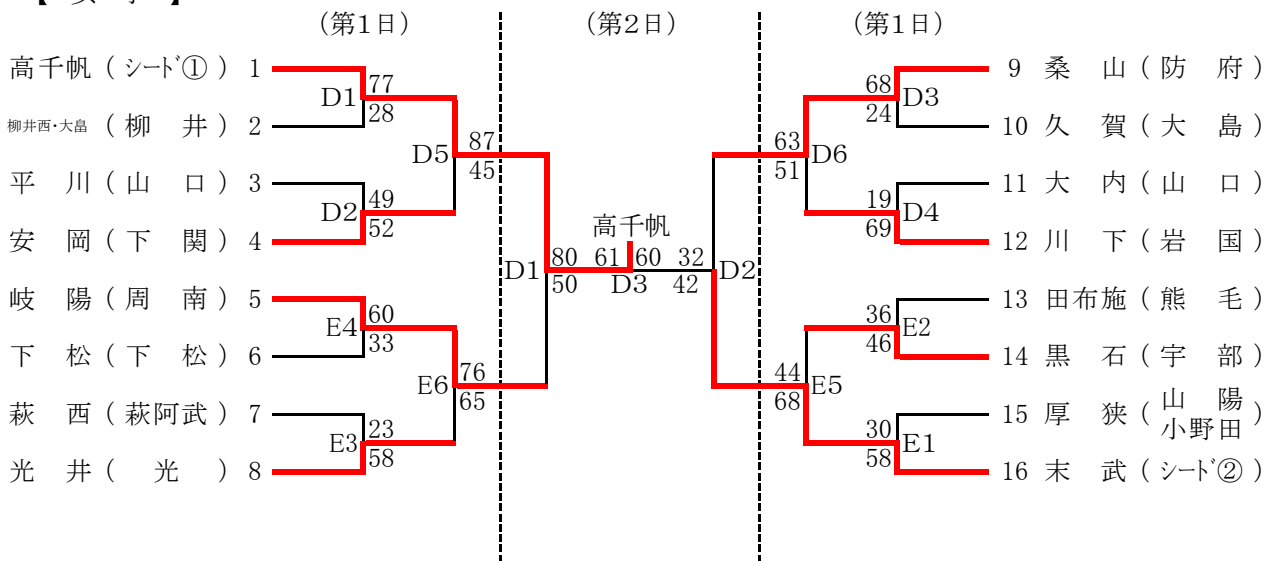 (第1日) (第2日) (第1日)
高千帆 ( シード① ) 1
77
D1
28
柳井西・大畠 ( 柳 井 ) 2
87
D5
45
平 川 ( 山 口 ) 3
49
D2
52
安 岡 ( 下 関 ) 4
高千帆
80 61 60 32
D1 D3 D2
50 42
岐 陽 ( 周 南 ) 5
60
E4
33
下 松 ( 下 松 ) 6
76
E6
65
萩 西 ( 萩阿武 ) 7
23
E3
58
光 井 ( 光 ) 8
9 桑 山 ( 防 府 )
68
D3
24
10 久 賀 ( 大 島 )
63
D6
51
11 大 内 ( 山 口 )
19
D4
69
12 川 下 ( 岩 国 )
13 田布施 ( 熊 毛 )
36
E2
46
14 黒 石 ( 宇 部 )
44
E5
68
15 厚 狭 ( 山 陽 小野田 )
30
E1
58
16 末 武 ( シード② )